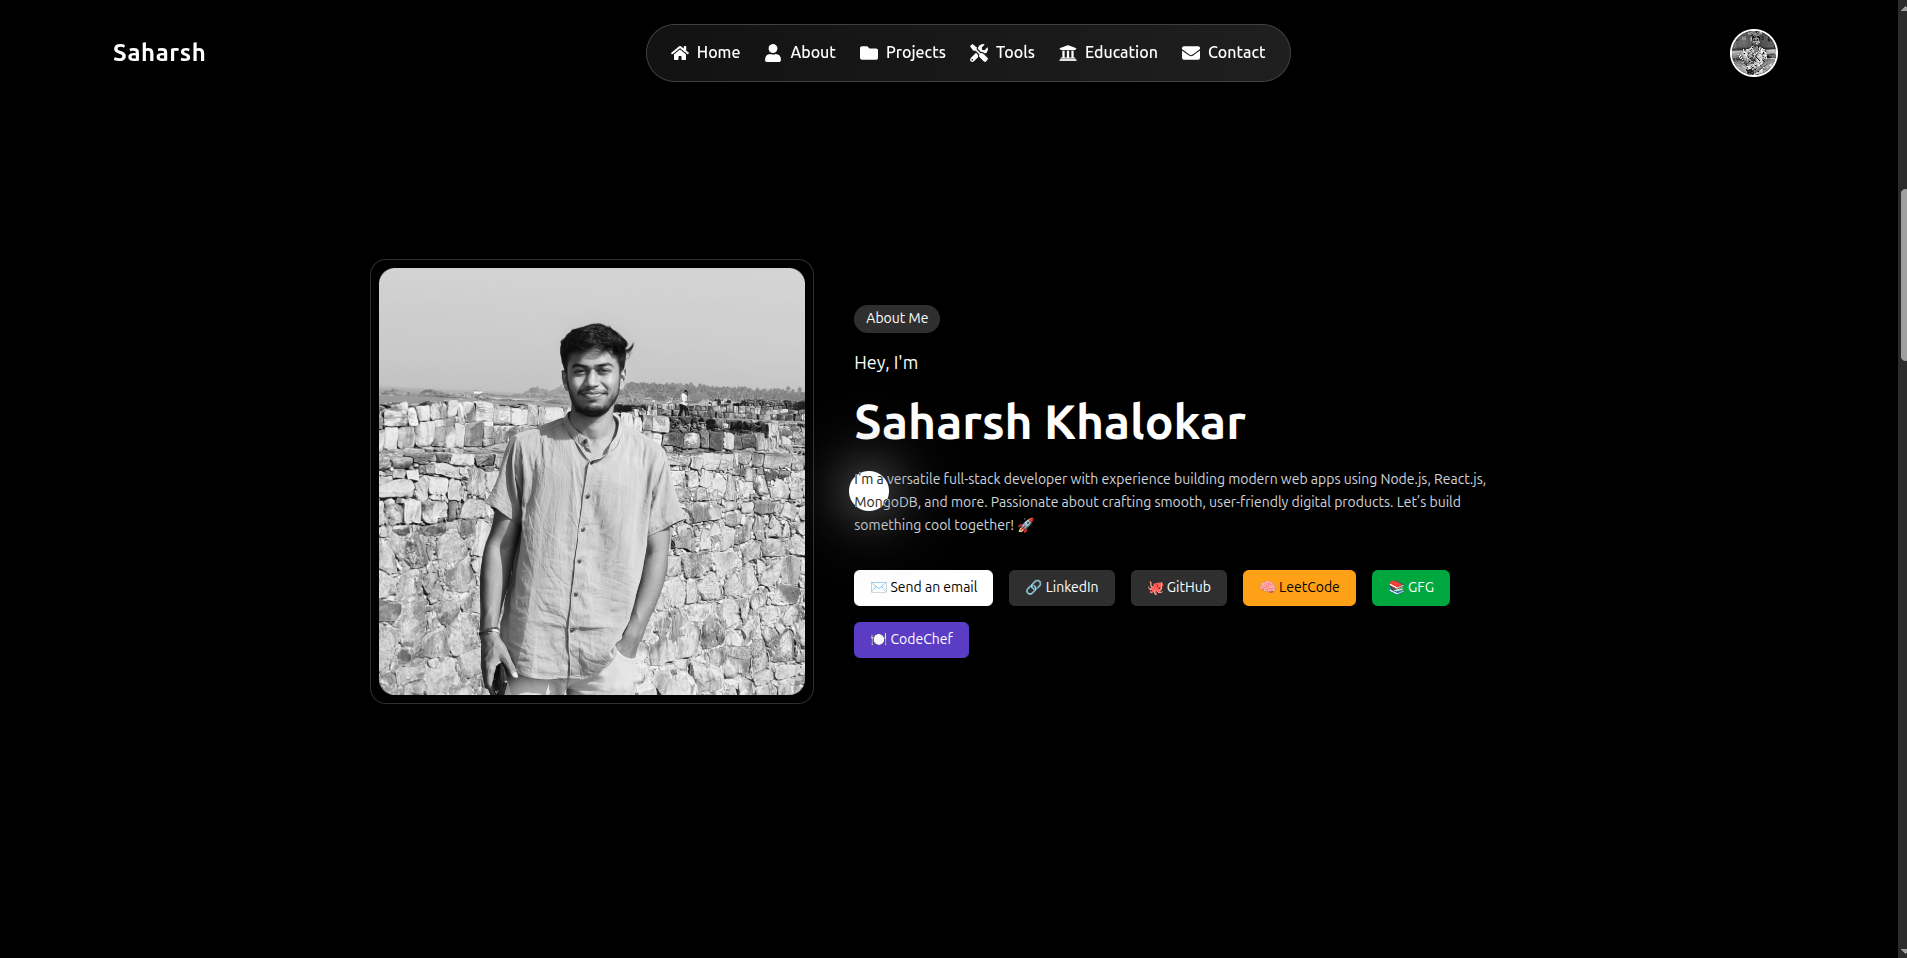 Saharsh
Home About Projects Tools Education Contact
About Me
Hey, I'm
Saharsh Khalokar
I'm a versatile full-stack developer with experience building modern web apps using Node.js, React.js,
MongoDB, and more. Passionate about crafting smooth, user-friendly digital products. Let’s build
something cool together! 🚀
✉️ Send an email 🔗 LinkedIn 🐙 GitHub 🧠 LeetCode 📚 GFG
🍽️ CodeChef